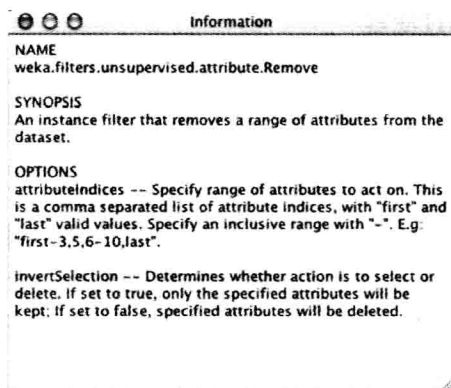 Information
NAME
weka.filters.unsupervised.attribute.Remove
SYNOPSIS
An instance filter that removes a range of attributes from the
dataset.
OPTIONS
attributeIndices -- Specify range of attributes to act on. This
is a comma separated list of attribute indices, with "first" and
"last" valid values. Specify an inclusive range with "-". E.g:
"first-3,5,6-10,last".
invertSelection -- Determines whether action is to select or
delete. If set to true, only the specified attributes will be
kept; If set to false, specified attributes will be deleted.